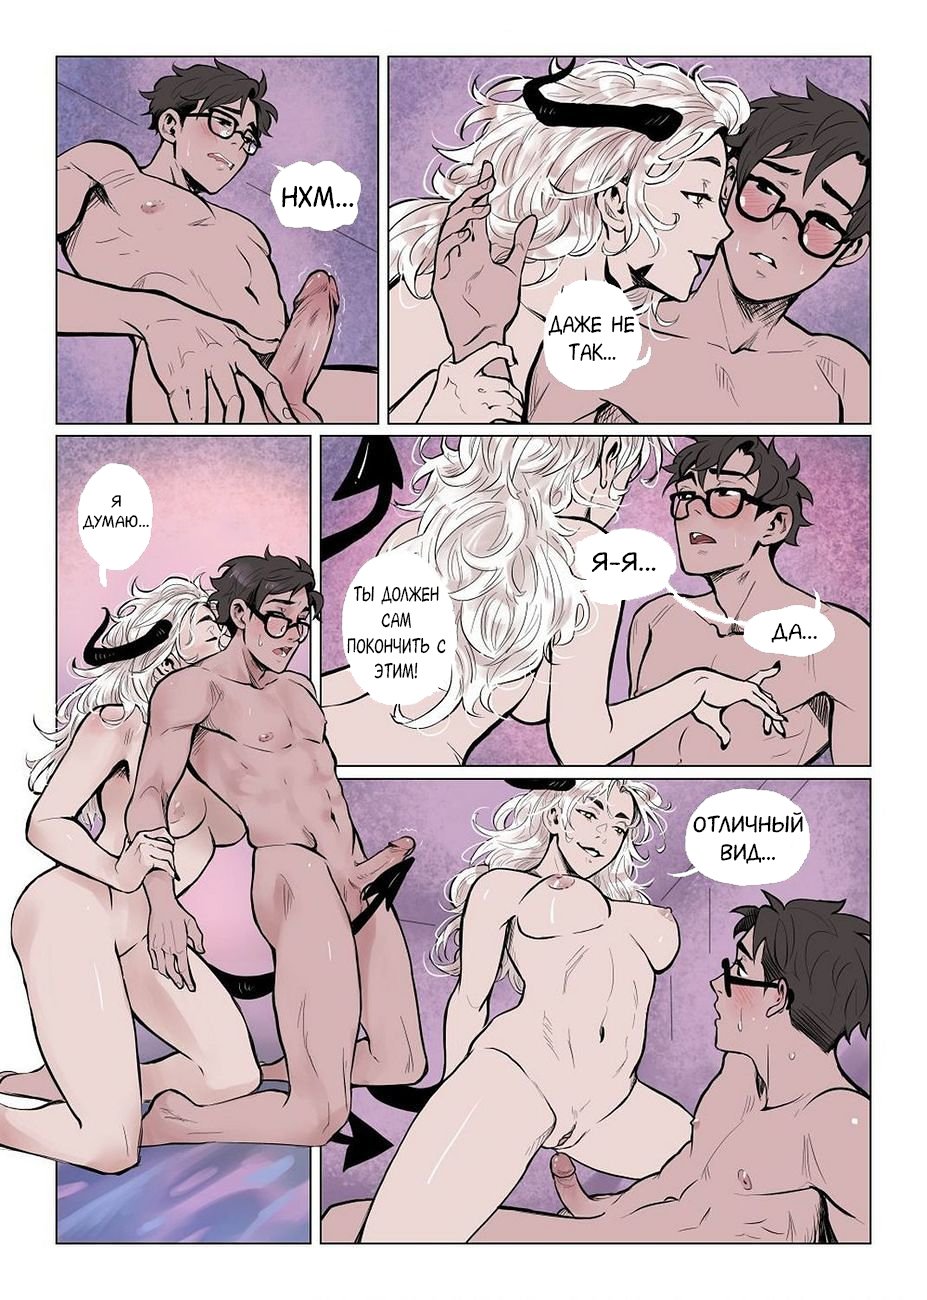 НХМ...
ДАЖЕ НЕ
ТАК...
Я
ДУМАЮ...
ТЫ ДОЛЖЕН
САМ
ПОКОНЧИТЬ С
ЭТИМ!
Я-Я...
ДА...
ОТЛИЧНЫЙ
ВИД...